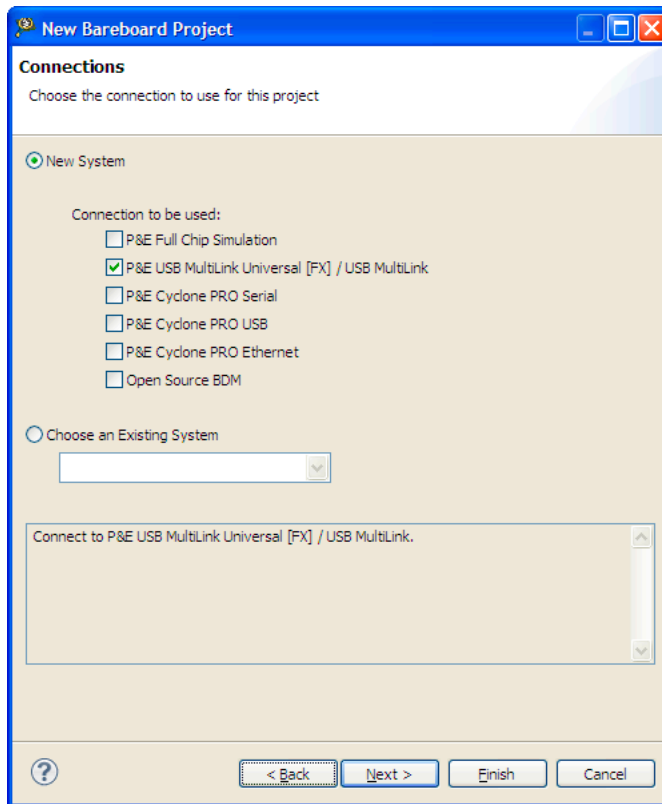 New Bareboard Project
Connections
Choose the connection to use for this project
New System
Connection to be used:
P&E Full Chip Simulation
P&E USB MultiLink Universal [FX] / USB MultiLink
P&E Cyclone PRO Serial
P&E Cyclone PRO USB
P&E Cyclone PRO Ethernet
Open Source BDM
Choose an Existing System
Connect to P&E USB MultiLink Universal [FX] / USB MultiLink.
? < Back Next > Finish Cancel